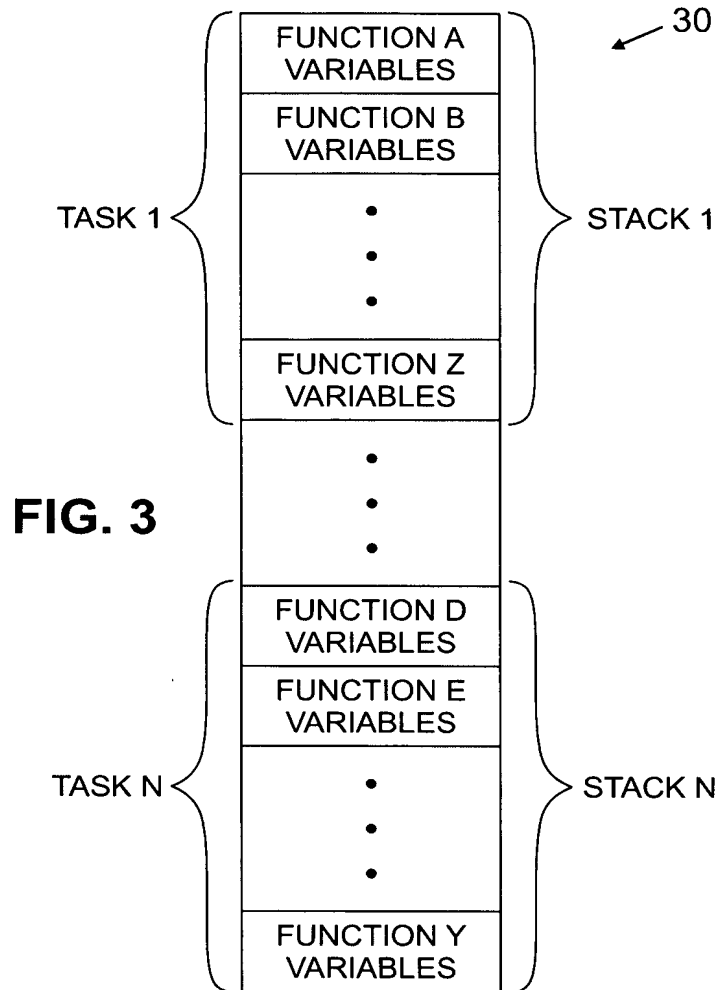 30
FUNCTION A
VARIABLES
FUNCTION B
VARIABLES
TASK 1
STACK 1
FUNCTION Z
VARIABLES
FIG. 3
FUNCTION D
VARIABLES
FUNCTION E
VARIABLES
TASK N
STACK N
FUNCTION Y
VARIABLES